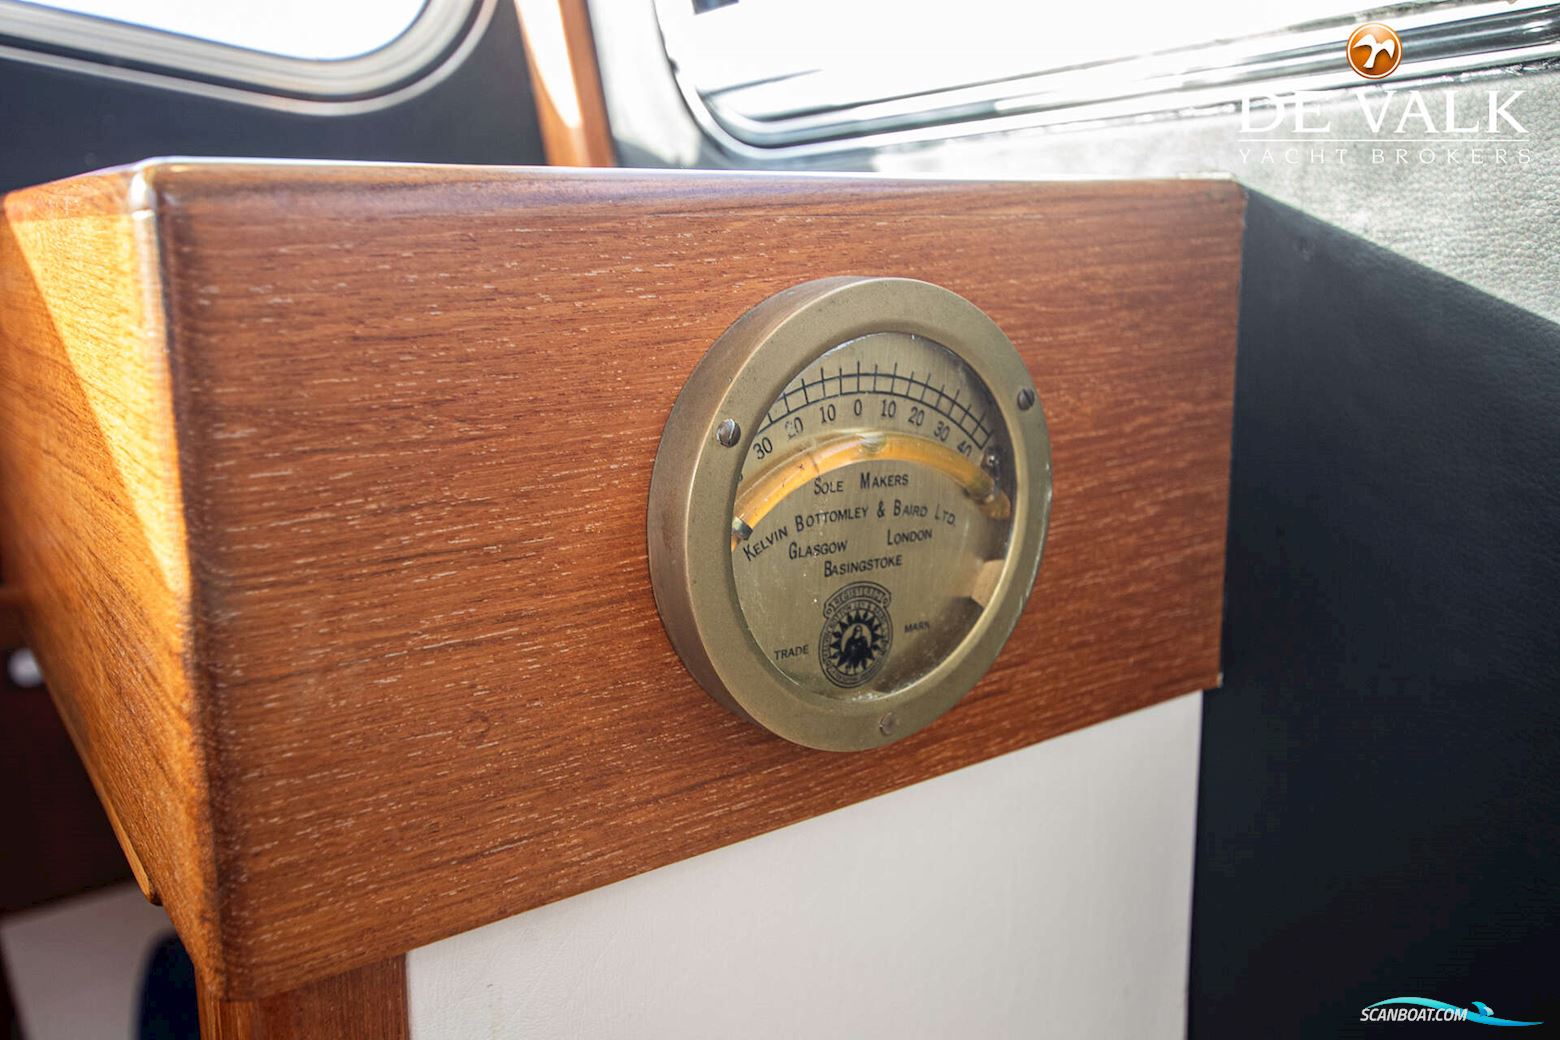 DE VALK
YACHT BROKERS
30 20 10 0 10 20 30 40
SOLE MAKERS
KELVIN BOTTOMLEY & BAIRD LTD.
GLASGOW LONDON
BASINGSTOKE
TRADE MARK
SCANBOAT.COM